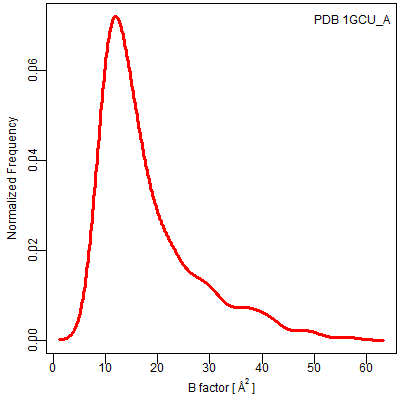 PDB 1GCU_A
Normalized Frequency
0.06
0.04
0.02
0.00
0 10 20 30 40 50 60
B factor [ Å² ]